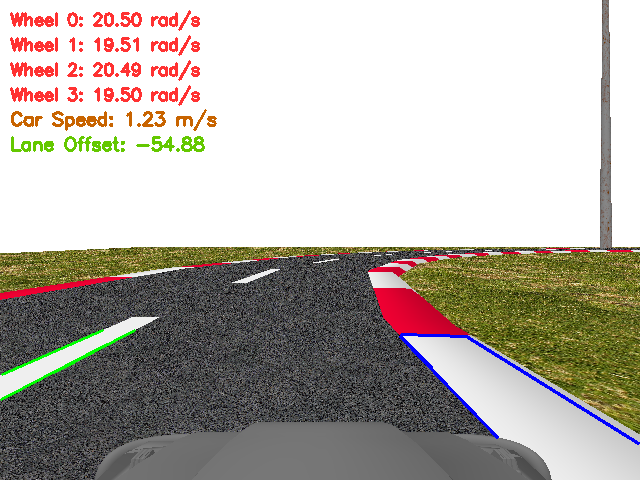 Wheel 0: 20.50 rad/s
Wheel 1: 19.51 rad/s
Wheel 2: 20.49 rad/s
Wheel 3: 19.50 rad/s
Car Speed: 1.23 m/s
Lane Offset: -54.88